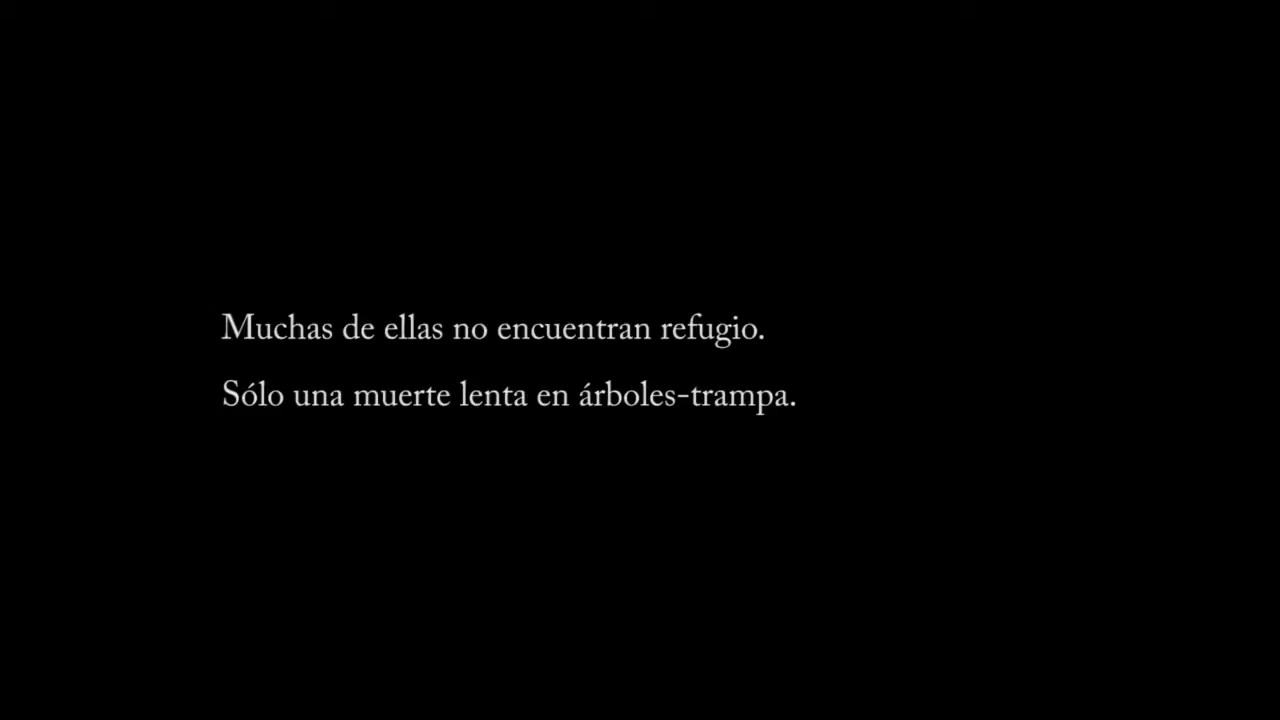 Muchas de ellas no encuentran refugio.
Sólo una muerte lenta en árboles-trampa.